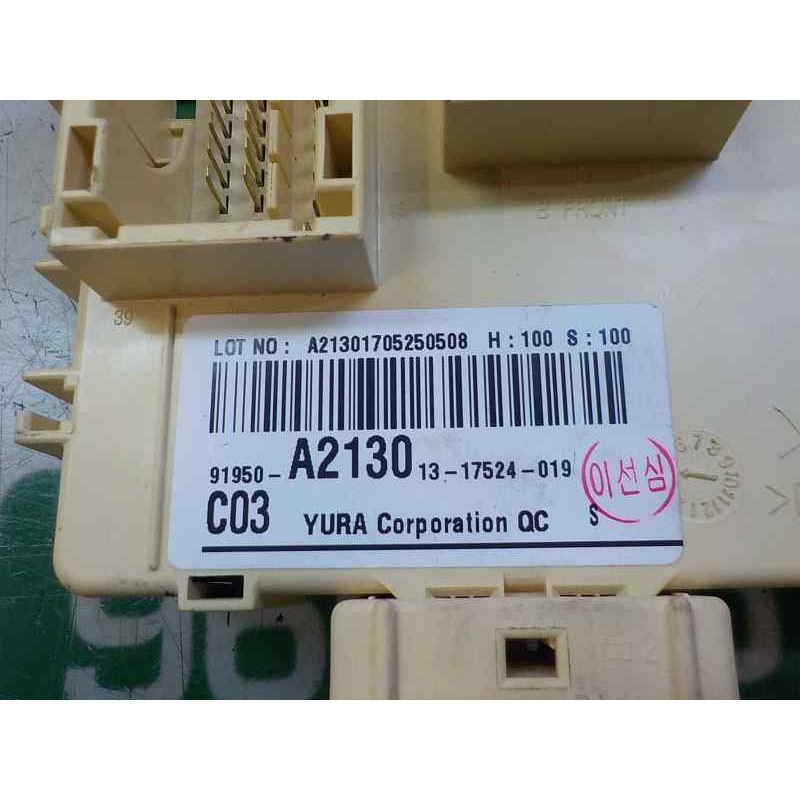 B FRONT
39
LOT NO : A21301705250508 H : 100 S : 100
91950- A2130 13-17524-019
이선심
C03 YURA Corporation QC S
2